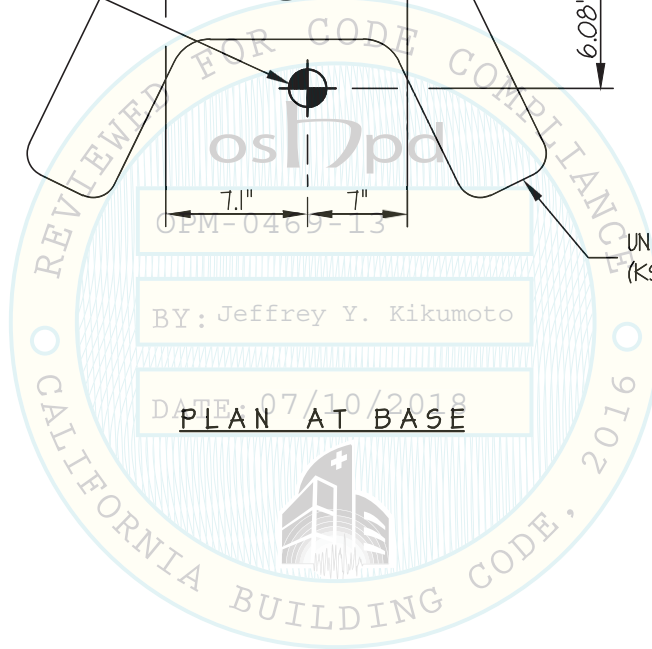 REVIEWED FOR CODE COMPLIANCE
6.08"
oshpd
7.1" 7"
OPM-0469-13
UN
(KS
BY: Jeffrey Y. Kikumoto
DATE: 07/10/2018
PLAN AT BASE
CALIFORNIA BUILDING CODE, 2016